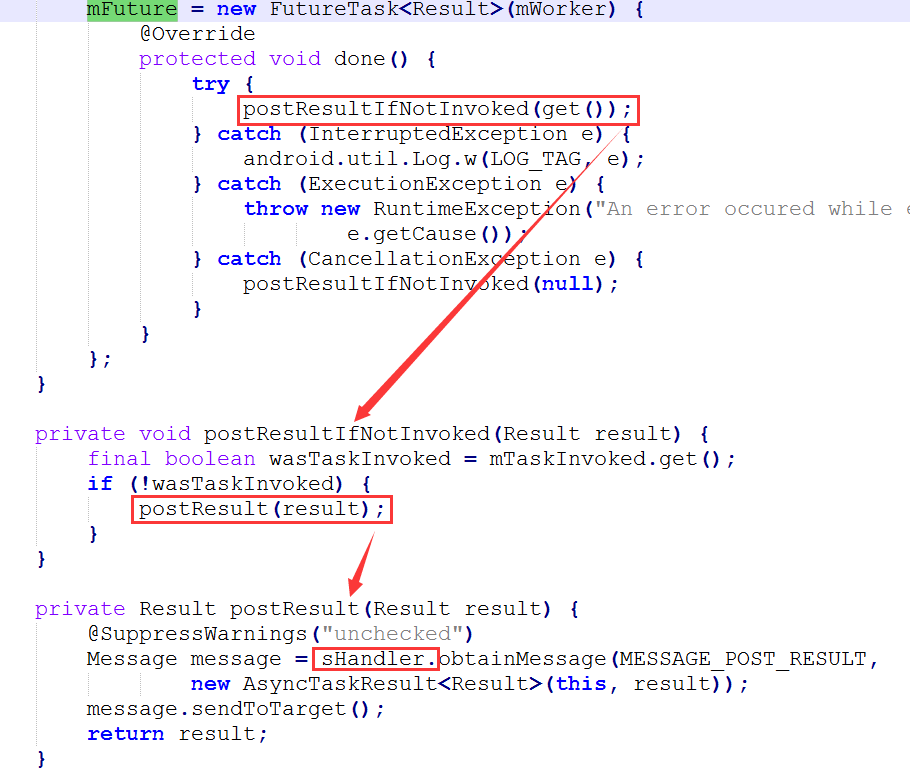 mFuture = new FutureTask<Result>(mWorker) {
@Override
protected void done() {
try {
postResultIfNotInvoked(get());
} catch (InterruptedException e) {
android.util.Log.w(LOG_TAG, e);
} catch (ExecutionException e) {
throw new RuntimeException("An error occured while
e.getCause());
} catch (CancellationException e) {
postResultIfNotInvoked(null);
}
}
};
}
private void postResultIfNotInvoked(Result result) {
final boolean wasTaskInvoked = mTaskInvoked.get();
if (!wasTaskInvoked) {
postResult(result);
}
}
private Result postResult(Result result) {
@SuppressWarnings("unchecked")
Message message = sHandler.obtainMessage(MESSAGE_POST_RESULT,
new AsyncTaskResult<Result>(this, result));
message.sendToTarget();
return result;
}